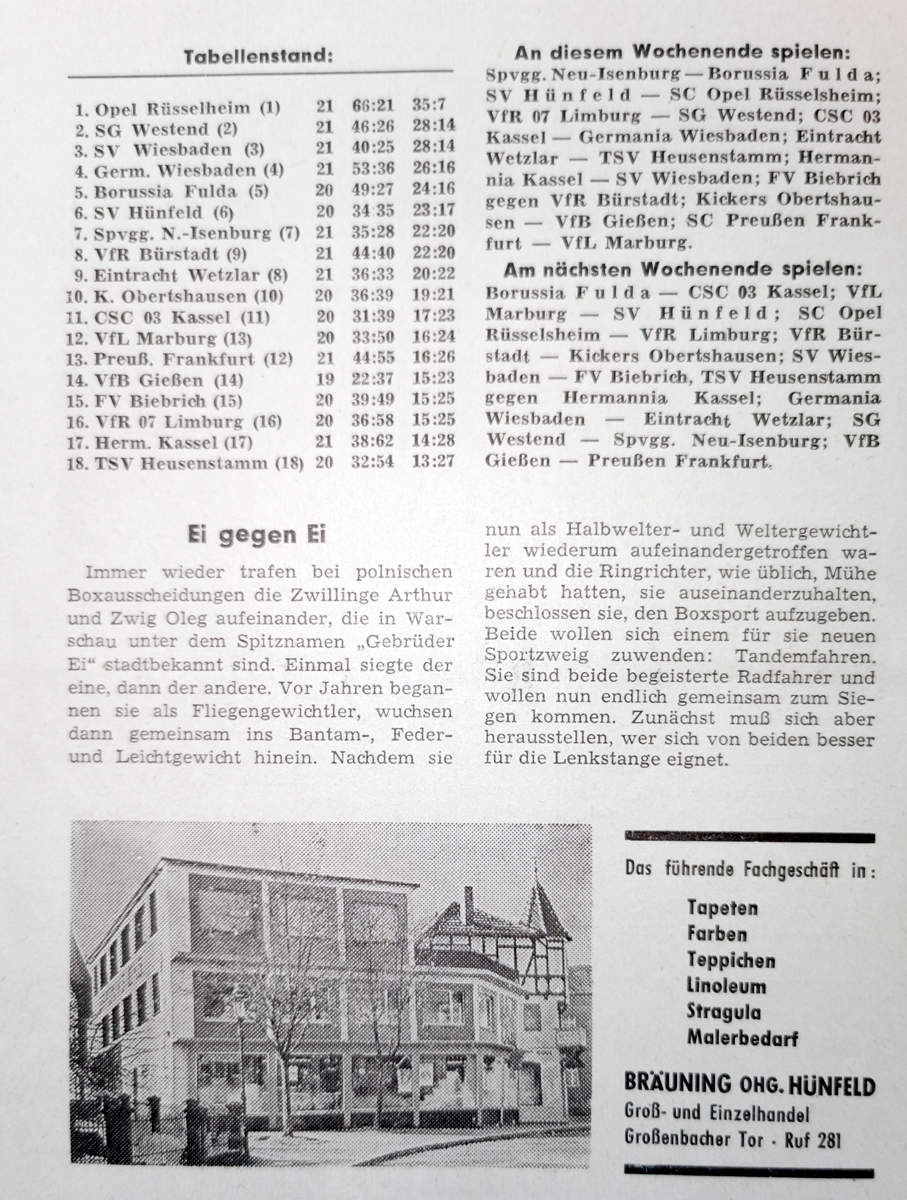 Tabellenstand:
1. Opel Rüsselheim (1) 21 66:21 35:7
2. SG Westend (2) 21 46:26 28:14
3. SV Wiesbaden (3) 21 40:25 28:14
4. Germ. Wiesbaden (4) 21 53:36 26:16
5. Borussia Fulda (5) 20 49:27 24:16
6. SV Hünfeld (6) 20 34 35 23:17
7. Spvgg. N.-Isenburg (7) 21 35:28 22:20
8. VfR Bürstadt (9) 21 44:40 22:20
9. Eintracht Wetzlar (8) 21 36:33 20:22
10. K. Obertshausen (10) 20 36:39 19:21
11. CSC 03 Kassel (11) 20 31:39 17:23
12. VfL Marburg (13) 20 33:50 16:24
13. Preuß. Frankfurt (12) 21 44:55 16:26
14. VfB Gießen (14) 19 22:37 15:23
15. FV Biebrich (15) 20 39:49 15:25
16. VfR 07 Limburg (16) 20 36:58 15:25
17. Herm. Kassel (17) 21 38:62 14:28
18. TSV Heusenstamm (18) 20 32:54 13:27
An diesem Wochenende spielen:
Spvgg. Neu-Isenburg — Borussia Fulda;
SV Hünfeld — SC Opel Rüsselsheim;
VfR 07 Limburg — SG Westend; CSC 03
Kassel — Germania Wiesbaden; Eintracht
Wetzlar — TSV Heusenstamm; Herman-
nia Kassel — SV Wiesbaden; FV Biebrich
gegen VfR Bürstadt; Kickers Obertshau-
sen — VfB Gießen; SC Preußen Frank-
furt — VfL Marburg.
Am nächsten Wochenende spielen:
Borussia Fulda — CSC 03 Kassel; VfL
Marburg — SV Hünfeld; SC Opel
Rüsselsheim — VfR Limburg; VfR Bür-
stadt — Kickers Obertshausen; SV Wies-
baden — FV Biebrich, TSV Heusenstamm
gegen Hermannia Kassel; Germania
Wiesbaden — Eintracht Wetzlar; SG
Westend — Spvgg. Neu-Isenburg; VfB
Gießen — Preußen Frankfurt.
Ei gegen Ei
Immer wieder trafen bei polnischen
Boxausscheidungen die Zwillinge Arthur
und Zwig Oleg aufeinander, die in War-
schau unter dem Spitznamen „Gebrüder
Ei“ stadtbekannt sind. Einmal siegte der
eine, dann der andere. Vor Jahren began-
nen sie als Fliegengewichtler, wuchsen
dann gemeinsam ins Bantam-, Feder-
und Leichtgewicht hinein. Nachdem sie
nun als Halbwelter- und Weltergewicht-
ler wiederum aufeinandergetroffen wa-
ren und die Ringrichter, wie üblich, Mühe
gehabt hatten, sie auseinanderzuhalten,
beschlossen sie, den Boxsport aufzugeben.
Beide wollen sich einem für sie neuen
Sportzweig zuwenden: Tandemfahren.
Sie sind beide begeisterte Radfahrer und
wollen nun endlich gemeinsam zum Sie-
gen kommen. Zunächst muß sich aber
herausstellen, wer sich von beiden besser
für die Lenkstange eignet.
Das führende Fachgeschäft in:
Tapeten
Farben
Teppichen
Linoleum
Stragula
Malerbedarf
BRÄUNING OHG. HÜNFELD
Groß- und Einzelhandel
Großenbacher Tor · Ruf 281